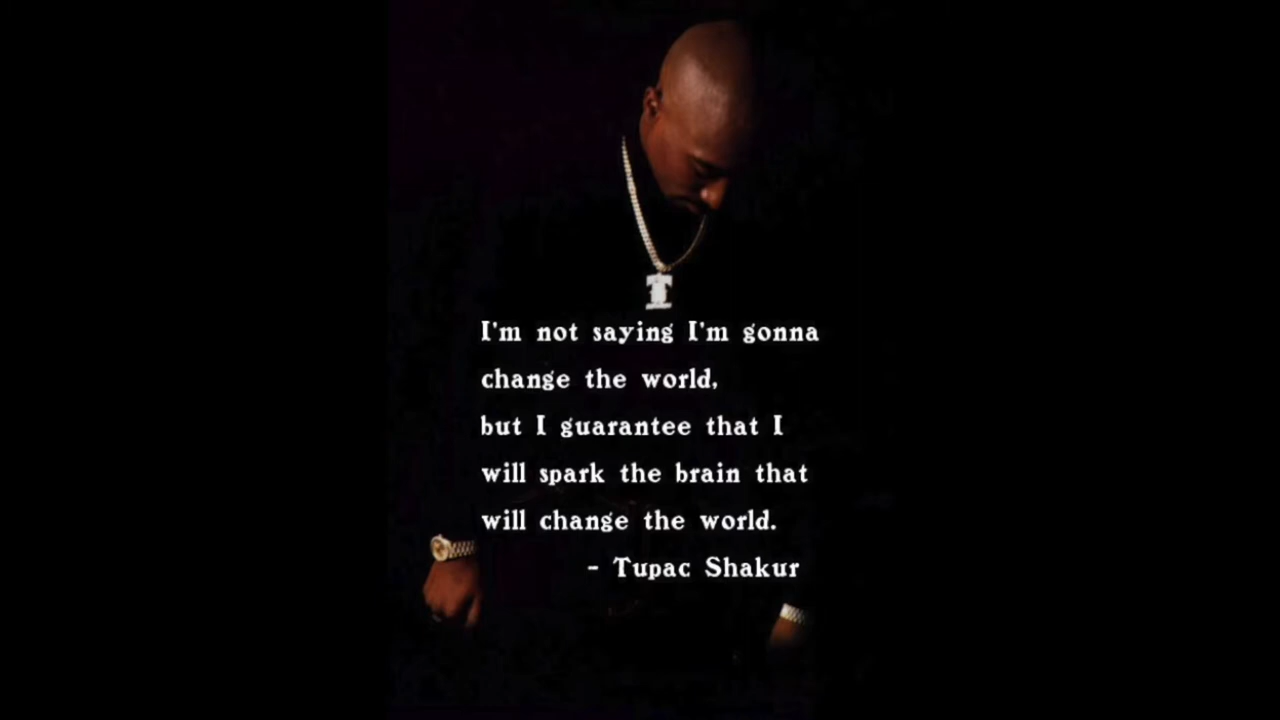 I'm not saying I'm gonna
change the world,
but I guarantee that I
will spark the brain that
will change the world.
- Tupac Shakur